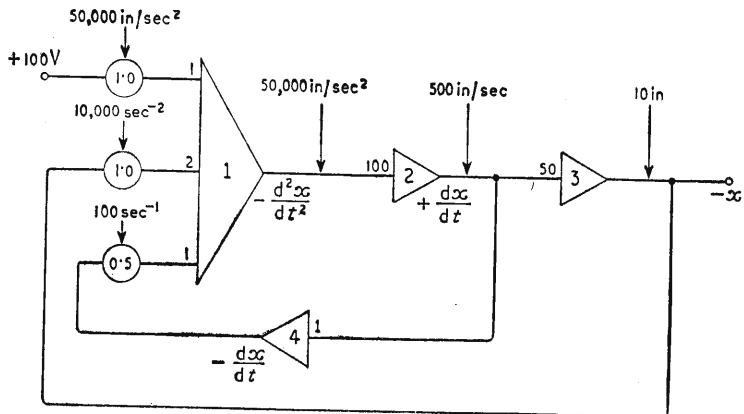 50,000 in/sec²
+100V
1·0
1
10,000 sec⁻²
1·0
2
100 sec⁻¹
0·5
1
1
50,000 in/sec²
− d²x/dt²
100
2
500 in/sec
+ dx/dt
50
3
10 in
−x
4
1
− dx/dt